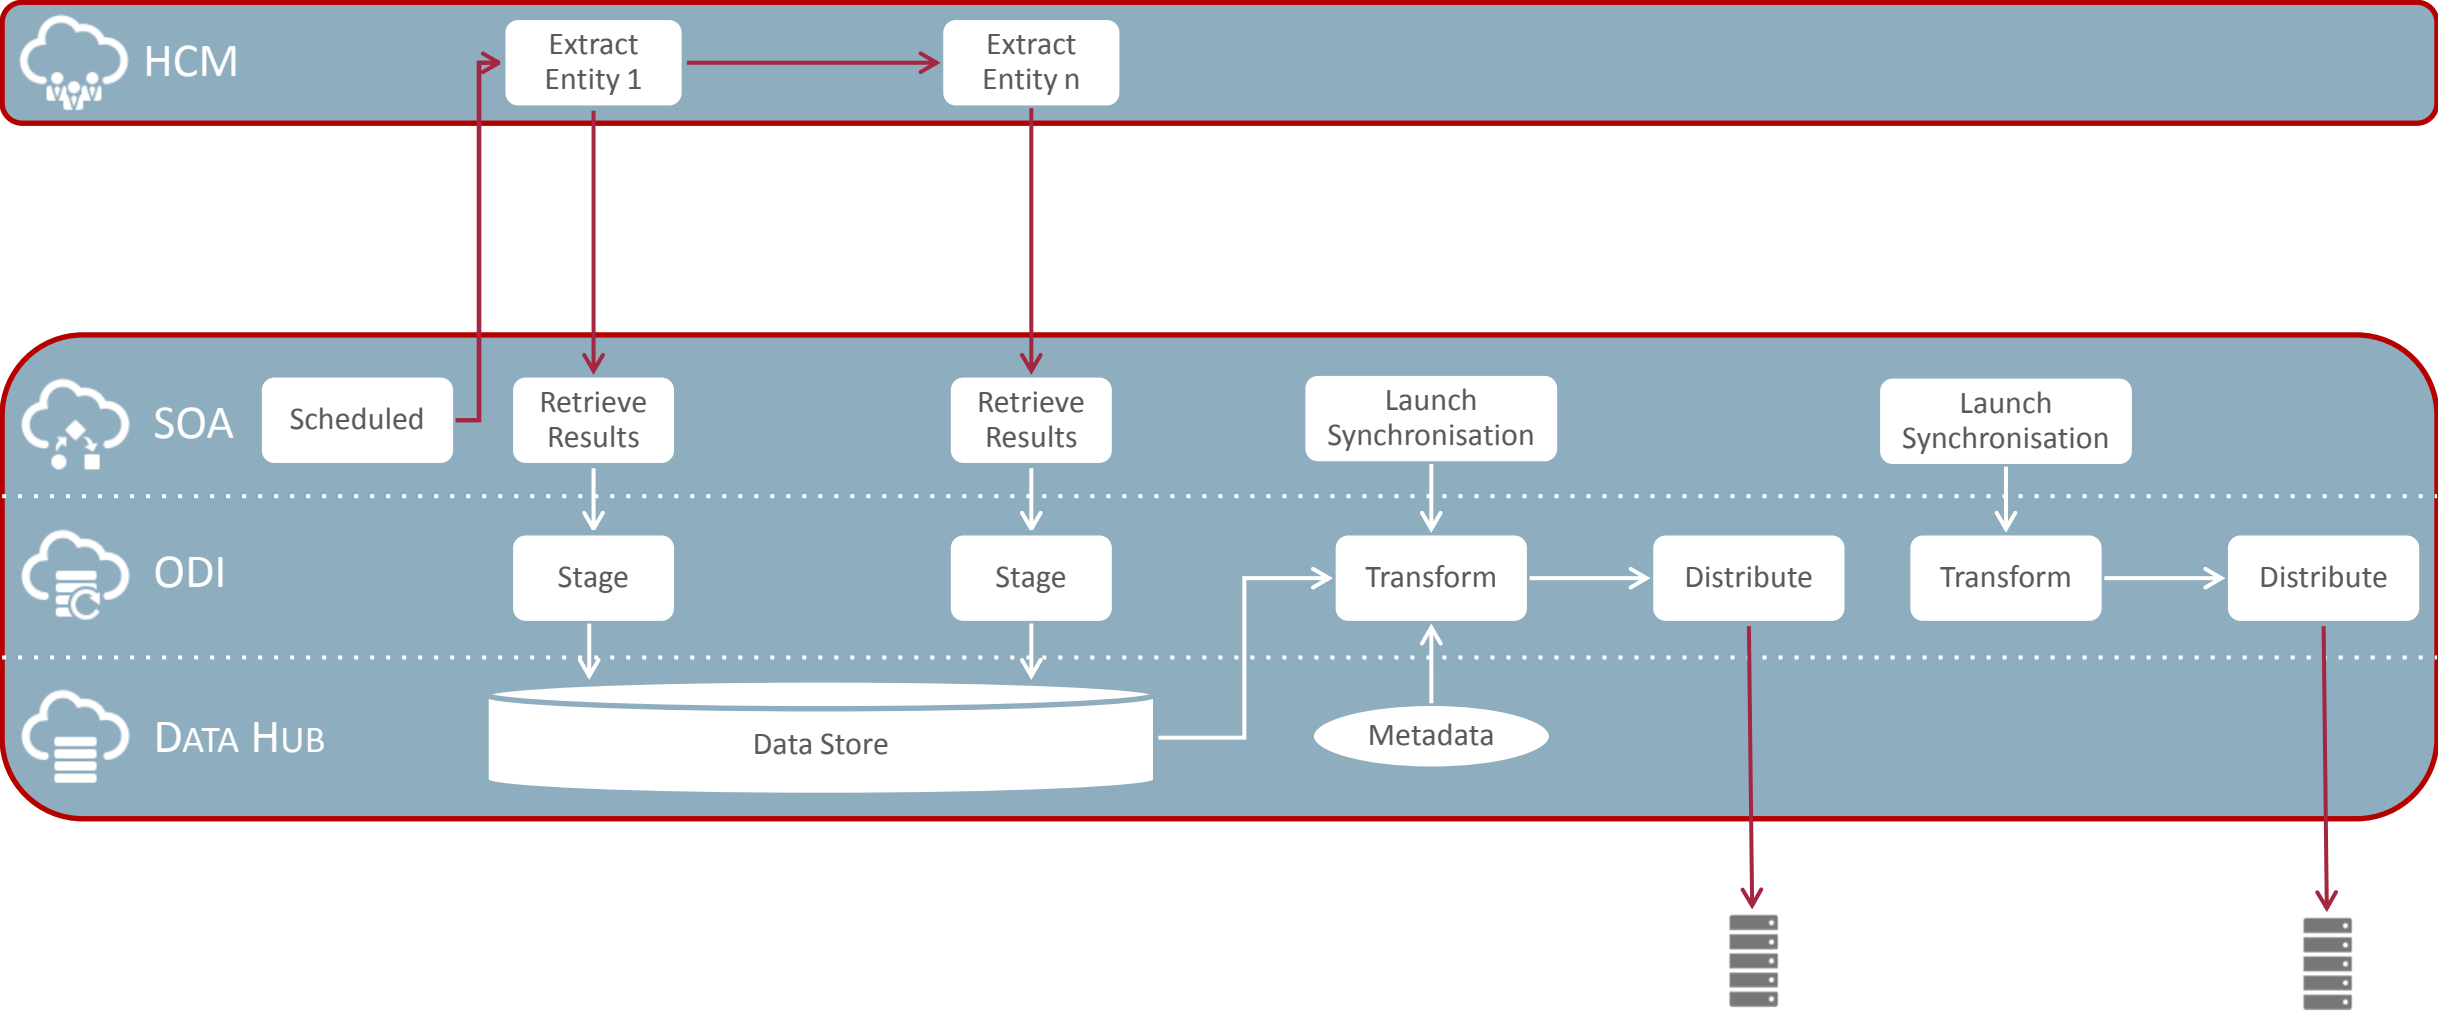 HCM
Extract
Entity 1
Extract
Entity n
SOA
Scheduled
Retrieve
Results
Retrieve
Results
Launch
Synchronisation
Launch
Synchronisation
ODI
Stage
Stage
Transform
Distribute
Transform
Distribute
DATA HUB
Data Store
Metadata